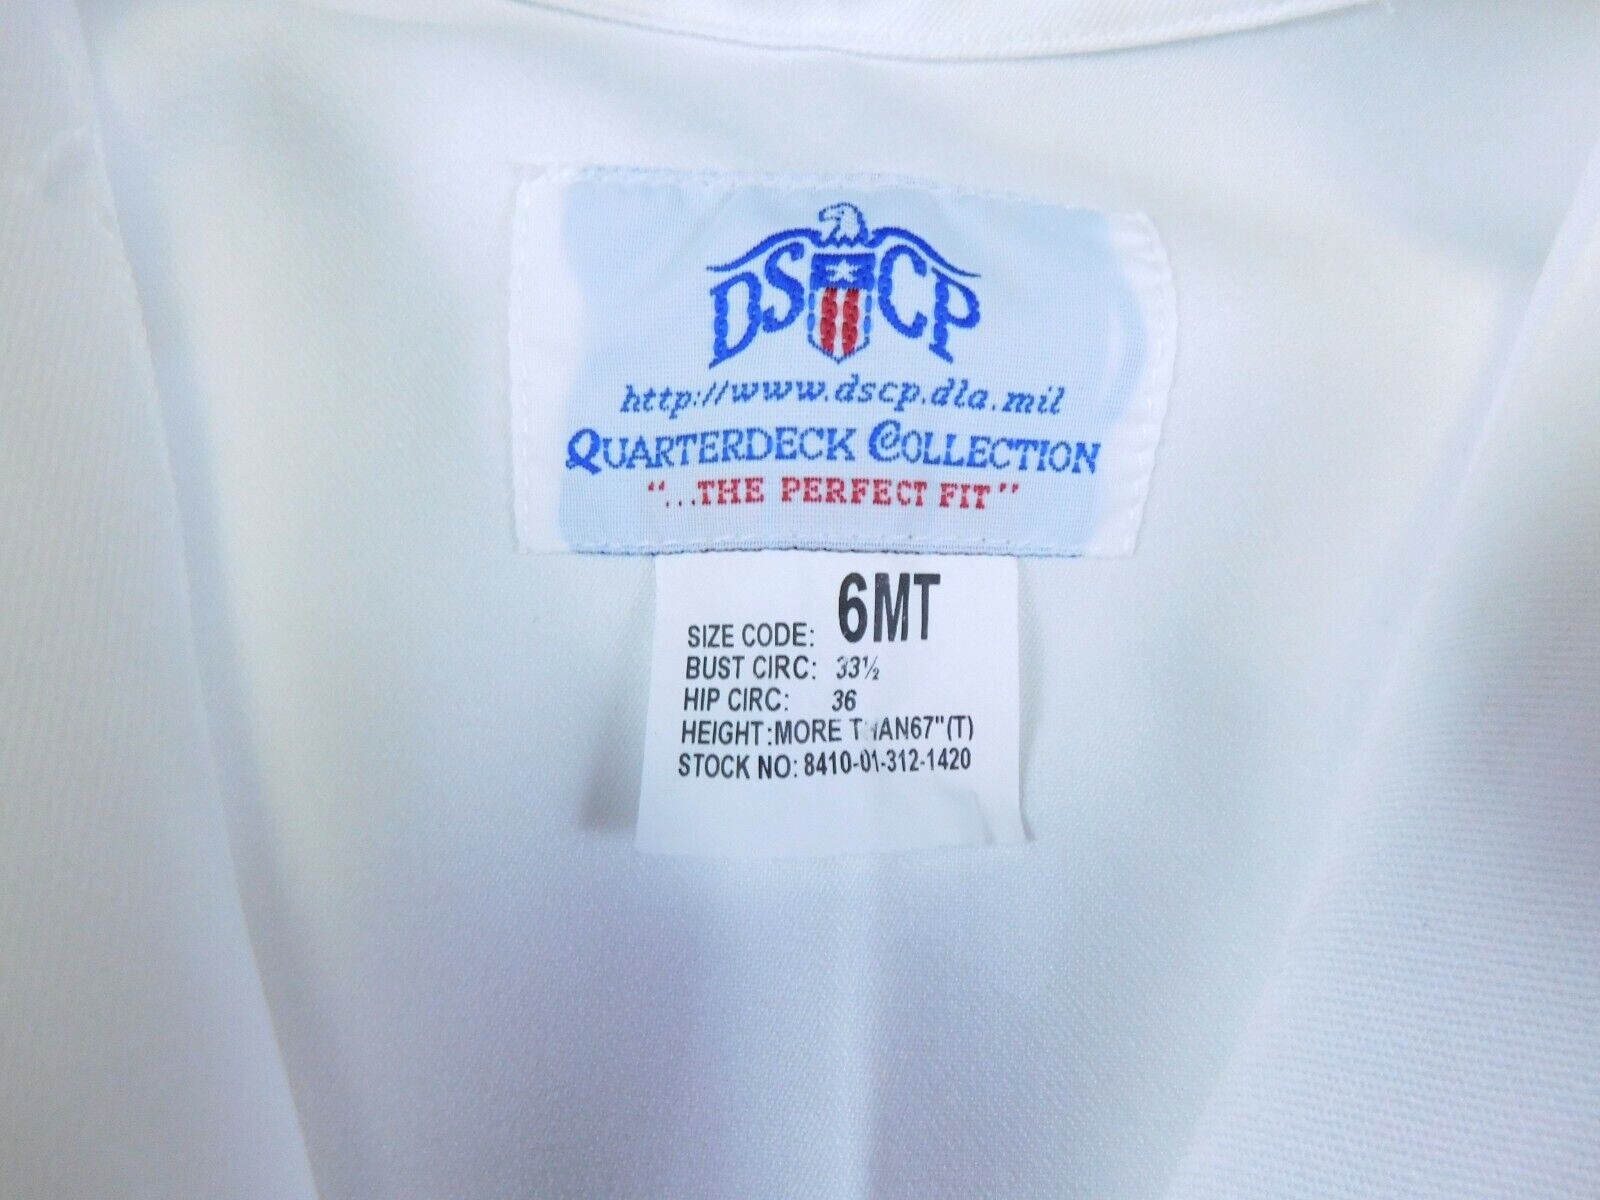 DSCP
http://www.dscp.dla.mil
QUARTERDECK COLLECTION
"...THE PERFECT FIT"
SIZE CODE: 6MT
BUST CIRC: 33½
HIP CIRC: 36
HEIGHT:MORE THAN67"(T)
STOCK NO: 8410-01-312-1420